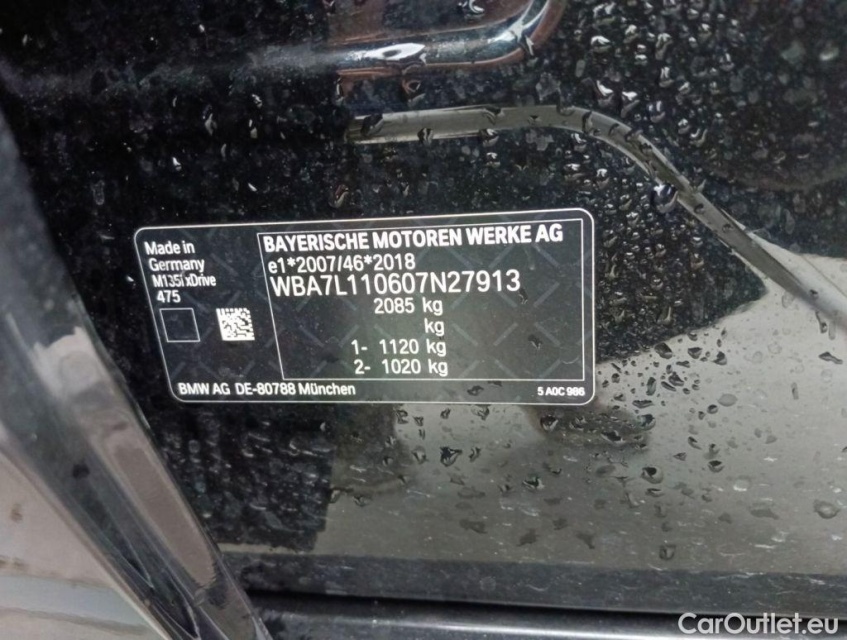 Made in
Germany
M135i xDrive
475
BAYERISCHE MOTOREN WERKE AG
e1*2007/46*2018
WBA7L110607N27913
2085 kg
kg
1- 1120 kg
2- 1020 kg
BMW AG DE-80788 München
5 A0C 986
CarOutlet.eu